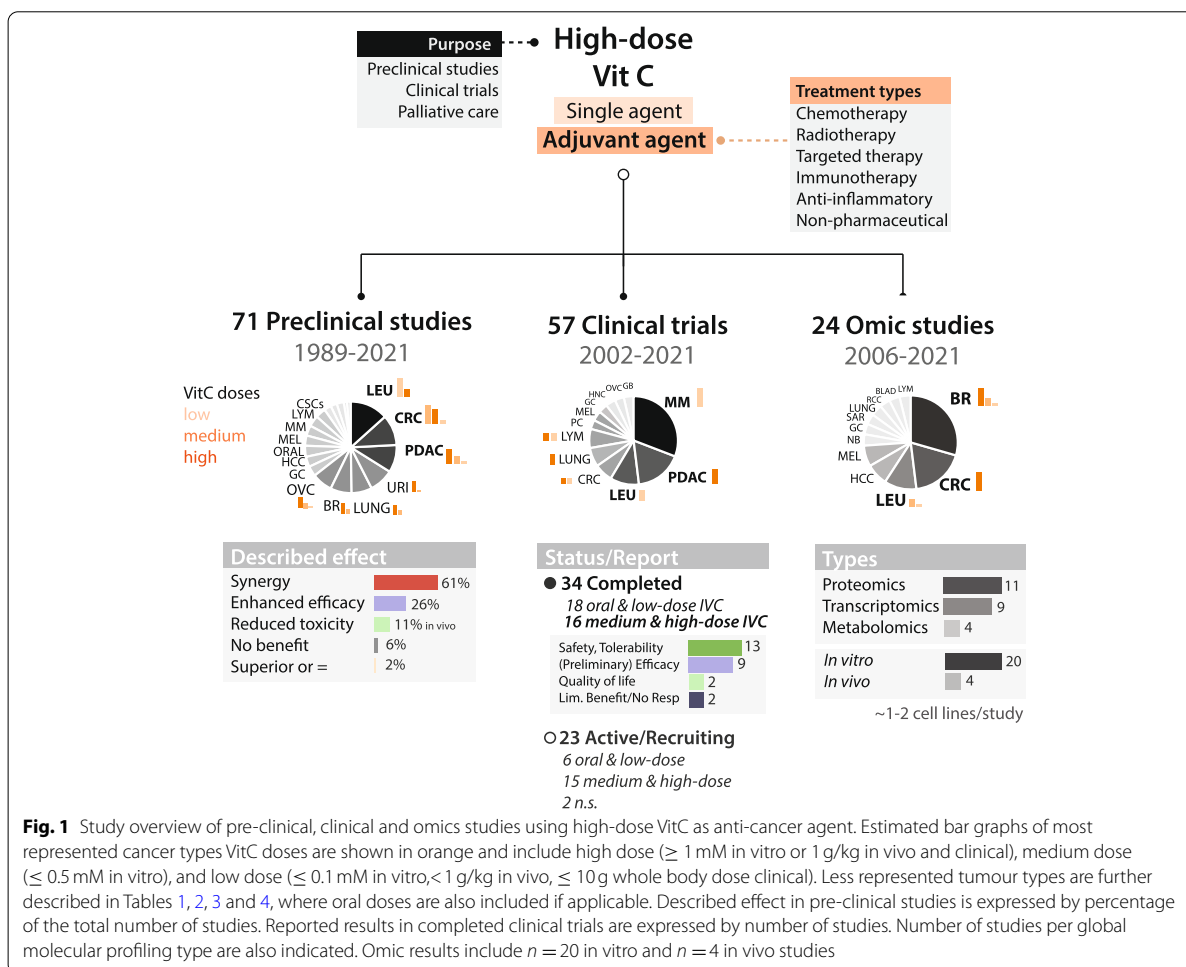 Purpose
Preclinical studies
Clinical trials
Palliative care
High-dose
Vit C
Single agent
Adjuvant agent
Treatment types
Chemotherapy
Radiotherapy
Targeted therapy
Immunotherapy
Anti-inflammatory
Non-pharmaceutical
71 Preclinical studies
1989-2021
VitC doses
low
medium
high
LEU
CRC
PDAC
URI
LUNG
BR
OVC
GC
HCC
ORAL
MEL
MM
LYM
CSCs
Described effect
Synergy 61%
Enhanced efficacy 26%
Reduced toxicity 11% in vivo
No benefit 6%
Superior or = 2%
57 Clinical trials
2002-2021
MM
PDAC
LEU
CRC
LUNG
LYM
PC
MEL
GC
HNC
OVC
GB
Status/Report
34 Completed
18 oral & low-dose IVC
16 medium & high-dose IVC
Safety, Tolerability 13
(Preliminary) Efficacy 9
Quality of life 2
Lim. Benefit/No Resp 2
23 Active/Recruiting
6 oral & low-dose
15 medium & high-dose
2 n.s.
24 Omic studies
2006-2021
BR
CRC
LEU
HCC
MEL
NB
GC
SAR
LUNG
RCC
BLAD
LYM
Types
Proteomics 11
Transcriptomics 9
Metabolomics 4
In vitro 20
In vivo 4
~1-2 cell lines/study
Fig. 1 Study overview of pre-clinical, clinical and omics studies using high-dose VitC as anti-cancer agent. Estimated bar graphs of most
represented cancer types VitC doses are shown in orange and include high dose (≥ 1 mM in vitro or 1 g/kg in vivo and clinical), medium dose
(≤ 0.5 mM in vitro), and low dose (≤ 0.1 mM in vitro,< 1 g/kg in vivo, ≤ 10 g whole body dose clinical). Less represented tumour types are further
described in Tables 1, 2, 3 and 4, where oral doses are also included if applicable. Described effect in pre-clinical studies is expressed by percentage
of the total number of studies. Reported results in completed clinical trials are expressed by number of studies. Number of studies per global
molecular profiling type are also indicated. Omic results include n = 20 in vitro and n = 4 in vivo studies